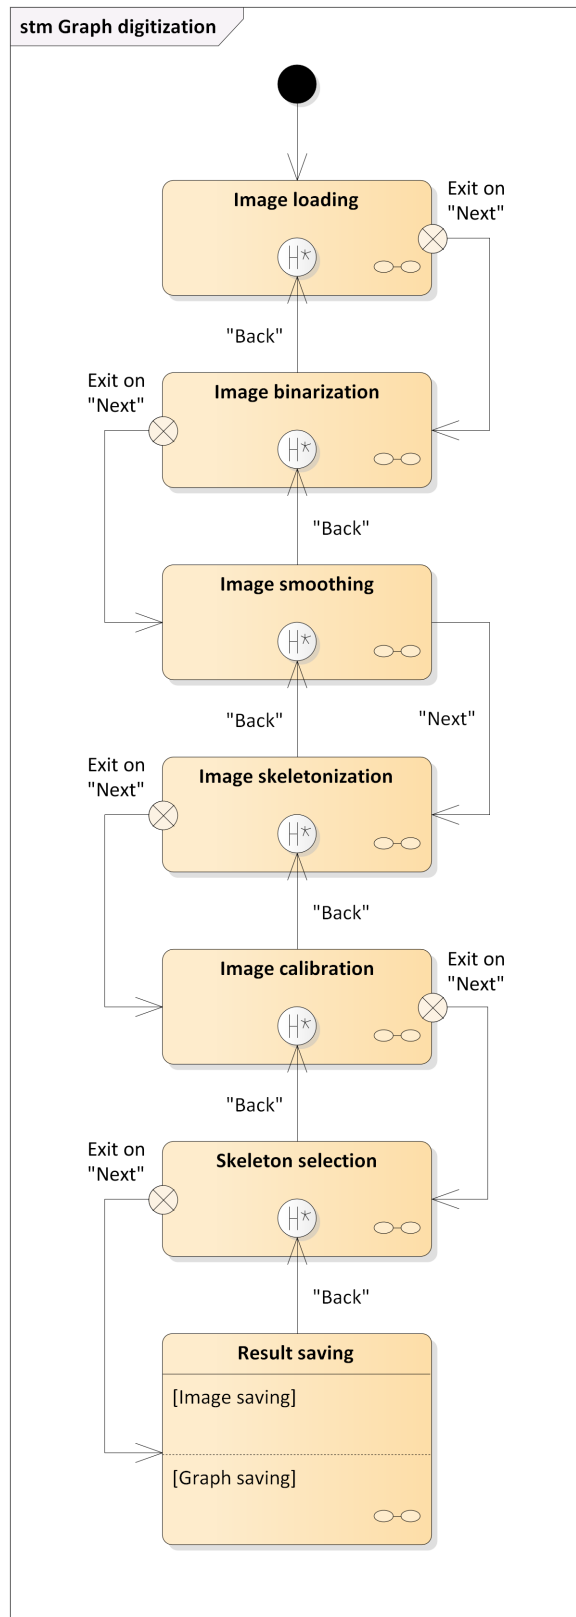 stm Graph digitization
Image loading
Exit on
"Next"
H*
"Back"
Exit on
"Next"
Image binarization
H*
"Back"
Image smoothing
H*
"Back"
"Next"
Exit on
"Next"
Image skeletonization
H*
"Back"
Image calibration
Exit on
"Next"
H*
"Back"
Exit on
"Next"
Skeleton selection
H*
"Back"
Result saving
[Image saving]
[Graph saving]